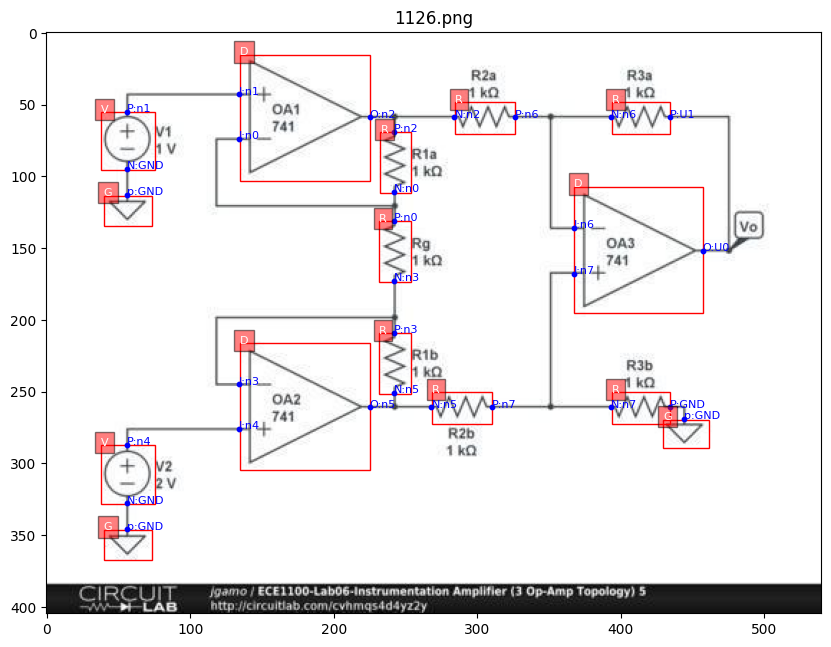 1126.png
D
V
P:n1
i:n1
OA1
741
i:n0
O:n2
N:GND
V1
1 V
G
p:GND
R
P:n2
R1a
1 kΩ
N:n0
R2a
1 kΩ
R
N:n2
P:n6
R3a
1 kΩ
R
N:n6
P:U1
R
P:n0
Rg
1 kΩ
N:n3
D
i:n6
OA3
741
i:n7
O:U0
Vo
D
i:n3
OA2
741
i:n4
O:n5
R
P:n3
R1b
1 kΩ
N:n5
R
N:n5
P:n7
R2b
1 kΩ
R3b
1 kΩ
R
N:n7
P:GND
G
p:GND
V
P:n4
V2
2 V
N:GND
G
p:GND
CIRCUIT
LAB
jgamo / ECE1100-Lab06-Instrumentation Amplifier (3 Op-Amp Topology) 5
http://circuitlab.com/cvhmqs4d4yz2y
0
50
100
150
200
250
300
350
400
0
100
200
300
400
500